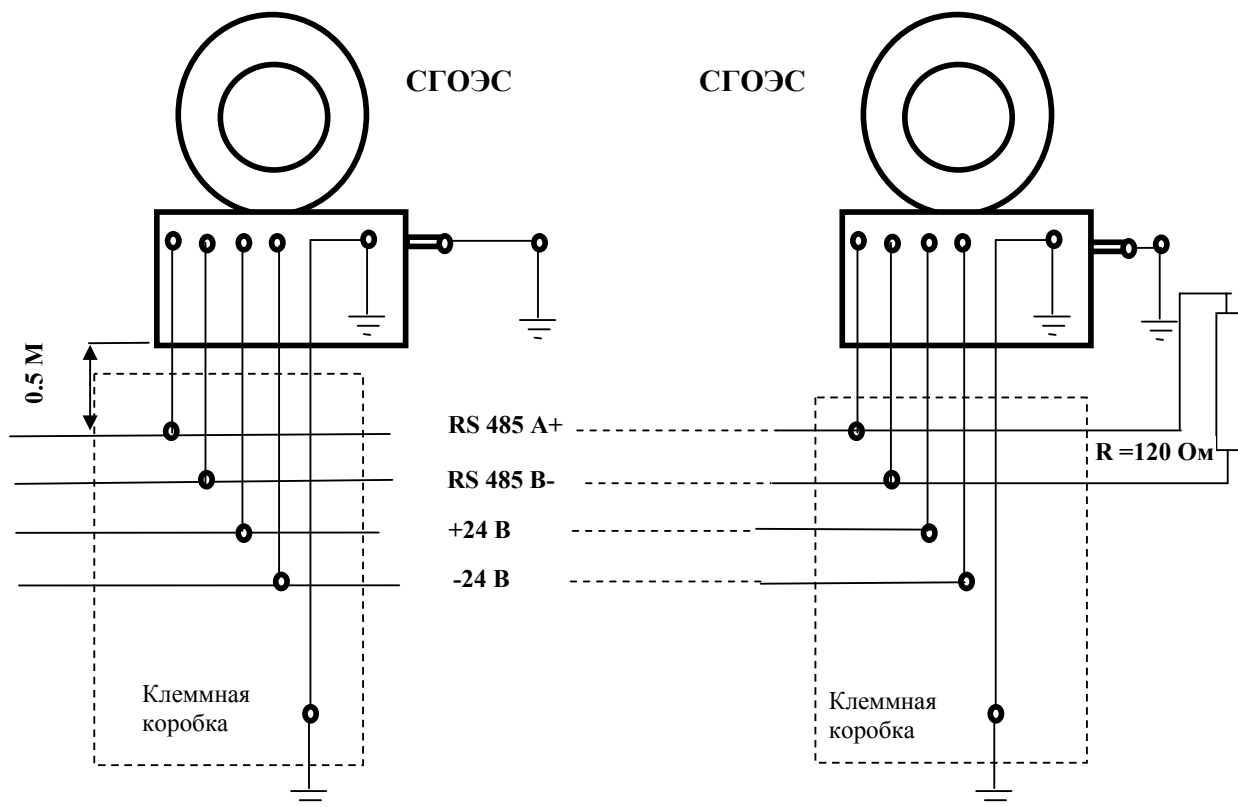 СГОЭС
СГОЭС
0.5 М
RS 485 А+
R =120 Ом
RS 485 В-
+24 В
-24 В
Клеммная
коробка
Клеммная
коробка